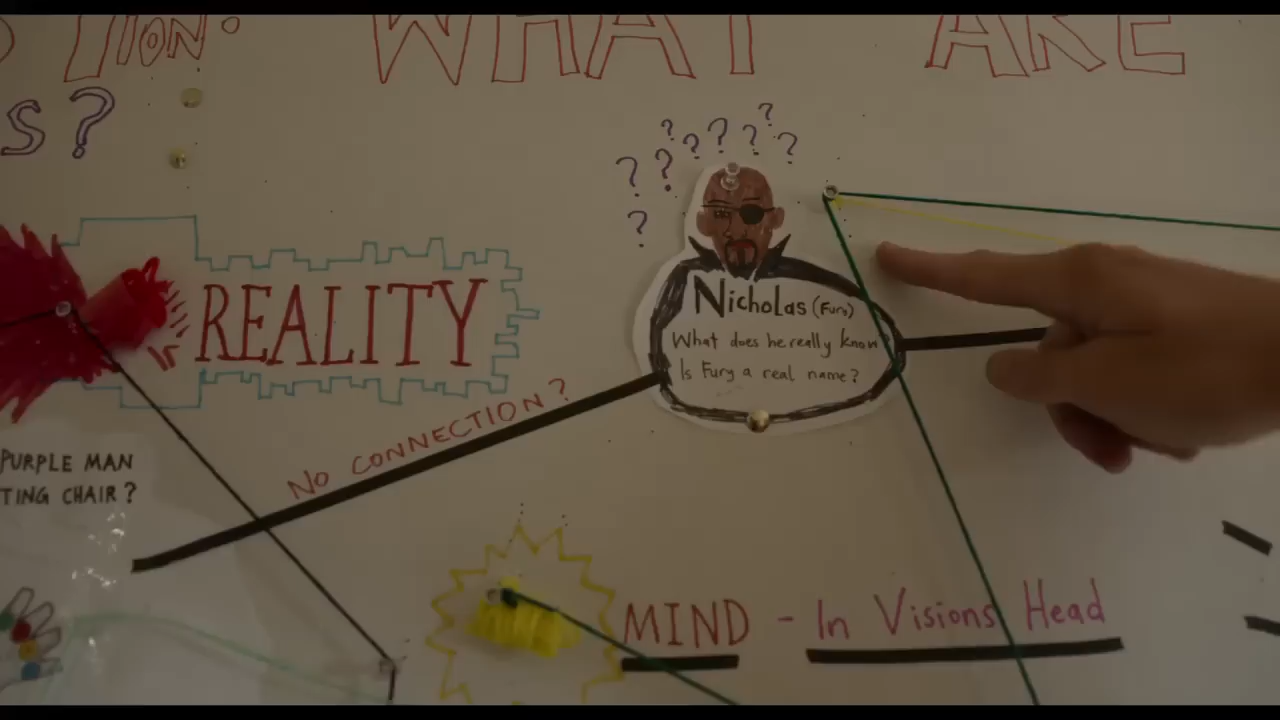 TION: WHAT ARE
S?
? ? ? ? ? ? ? ? ?
REALITY
Nicholas (Fury)
What does he really know
Is Fury a real name?
NO CONNECTION?
PURPLE MAN
TING CHAIR?
MIND - In Visions Head